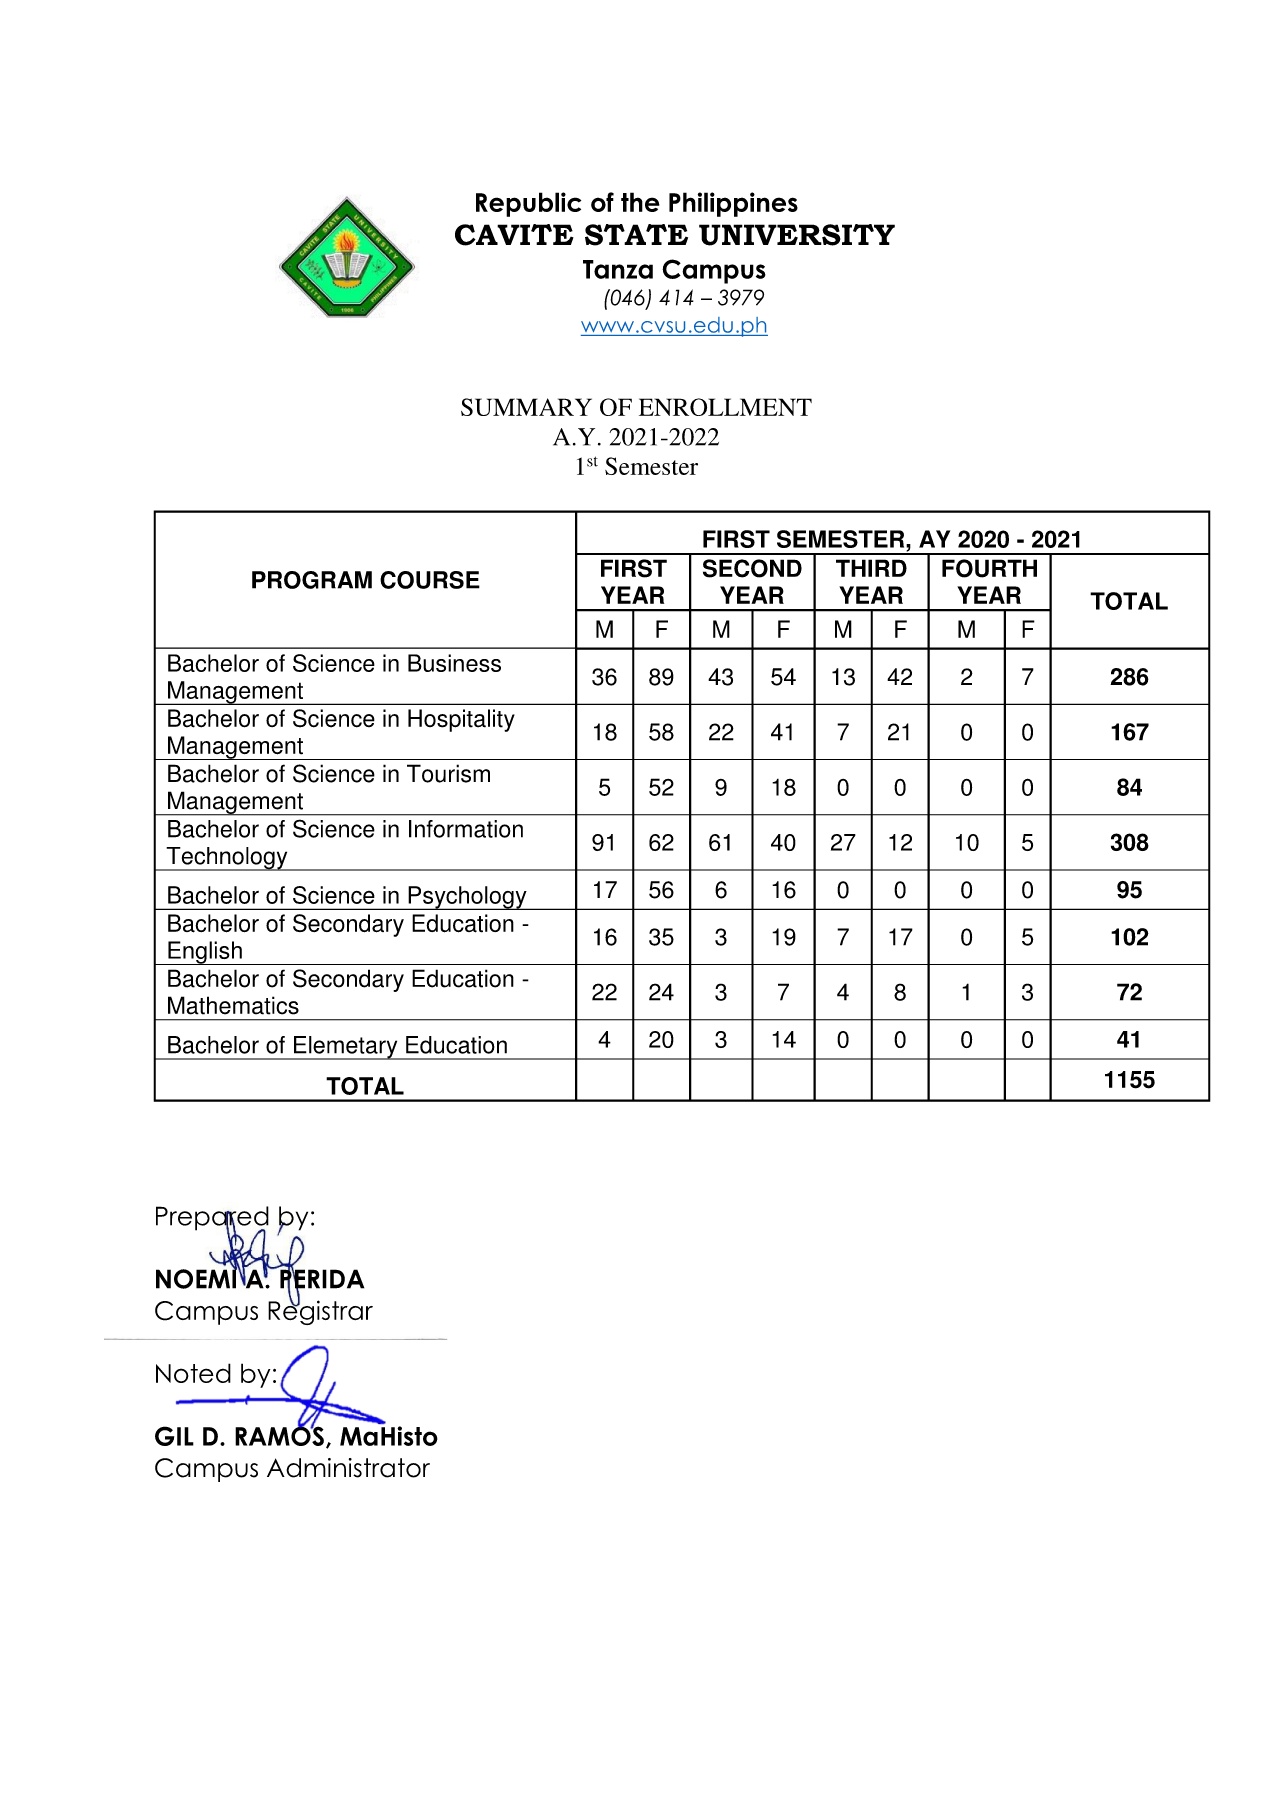 Republic of the Philippines
CAVITE STATE UNIVERSITY
Tanza Campus
(046) 414 – 3979
www.cvsu.edu.ph
CAVITE STATE UNIVERSITY
CAVITE PHILIPPINES
1906
SUMMARY OF ENROLLMENT
A.Y. 2021-2022
1st Semester
PROGRAM COURSE
FIRST SEMESTER, AY 2020 - 2021
FIRST YEAR SECOND YEAR THIRD YEAR FOURTH YEAR TOTAL
M F M F M F M F
Bachelor of Science in Business
Management 36 89 43 54 13 42 2 7 286
Bachelor of Science in Hospitality
Management 18 58 22 41 7 21 0 0 167
Bachelor of Science in Tourism
Management 5 52 9 18 0 0 0 0 84
Bachelor of Science in Information
Technology 91 62 61 40 27 12 10 5 308
Bachelor of Science in Psychology 17 56 6 16 0 0 0 0 95
Bachelor of Secondary Education -
English 16 35 3 19 7 17 0 5 102
Bachelor of Secondary Education -
Mathematics 22 24 3 7 4 8 1 3 72
Bachelor of Elemetary Education 4 20 3 14 0 0 0 0 41
TOTAL 1155
Prepared by:
NOEMI A. PERIDA
Campus Registrar
Noted by:
GIL D. RAMOS, MaHisto
Campus Administrator